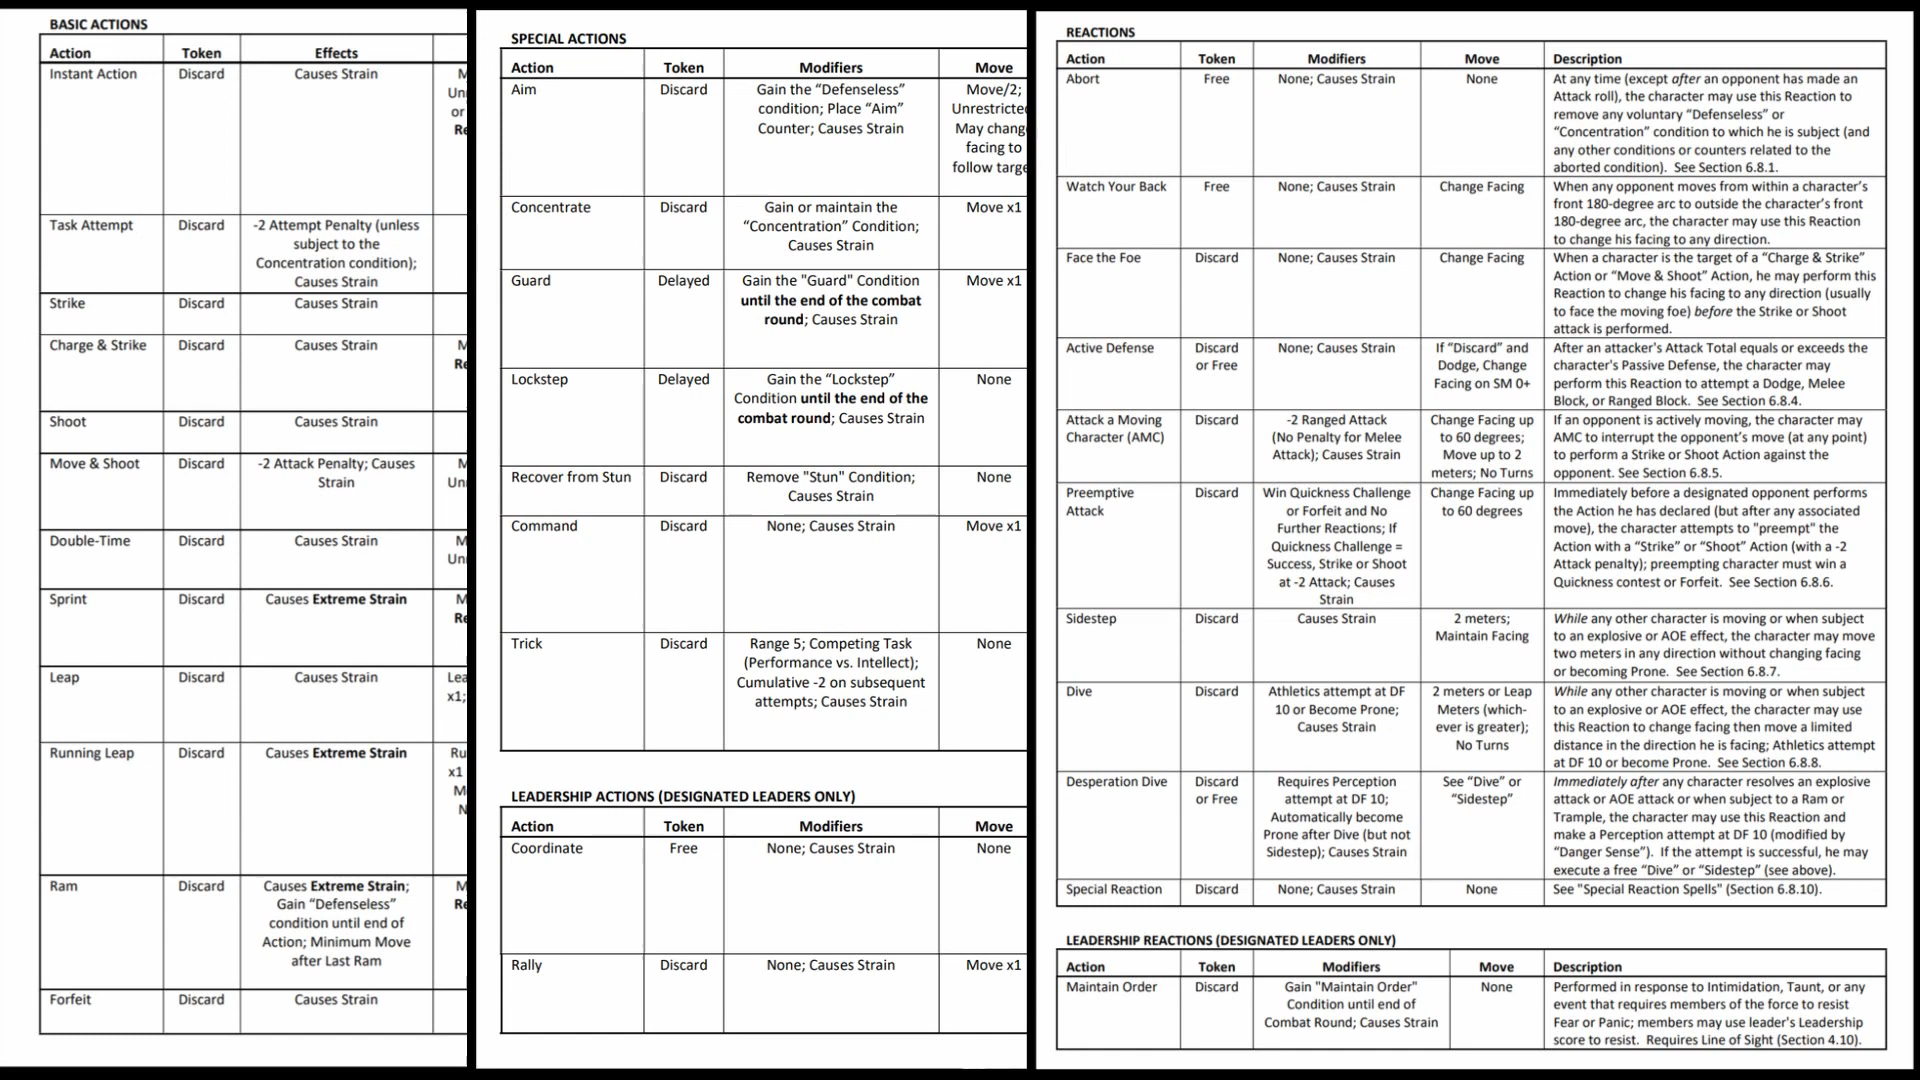 BASIC ACTIONS
Action Token Effects
Instant Action Discard Causes Strain M
Un
or
Re
Task Attempt Discard -2 Attempt Penalty (unless
subject to the
Concentration condition);
Causes Strain
Strike Discard Causes Strain
Charge & Strike Discard Causes Strain M
Re
Shoot Discard Causes Strain
Move & Shoot Discard -2 Attack Penalty; Causes M
Strain Un
Double-Time Discard Causes Strain M
Un
Sprint Discard Causes Extreme Strain M
Re
Leap Discard Causes Strain Lea
x1;
Running Leap Discard Causes Extreme Strain Ru
x1
M
N
Ram Discard Causes Extreme Strain; M
Gain “Defenseless” Re
condition until end of
Action; Minimum Move
after Last Ram
Forfeit Discard Causes Strain
SPECIAL ACTIONS
Action Token Modifiers Move
Aim Discard Gain the “Defenseless” Move/2;
condition; Place “Aim” Unrestricted
Counter; Causes Strain May chang
facing to
follow targe
Concentrate Discard Gain or maintain the Move x1
“Concentration” Condition;
Causes Strain
Guard Delayed Gain the "Guard" Condition Move x1
until the end of the combat
round; Causes Strain
Lockstep Delayed Gain the “Lockstep” None
Condition until the end of the
combat round; Causes Strain
Recover from Stun Discard Remove "Stun" Condition; None
Causes Strain
Command Discard None; Causes Strain Move x1
Trick Discard Range 5; Competing Task None
(Performance vs. Intellect);
Cumulative -2 on subsequent
attempts; Causes Strain
LEADERSHIP ACTIONS (DESIGNATED LEADERS ONLY)
Action Token Modifiers Move
Coordinate Free None; Causes Strain None
Rally Discard None; Causes Strain Move x1
REACTIONS
Action Token Modifiers Move Description
Abort Free None; Causes Strain None At any time (except after an opponent has made an
Attack roll), the character may use this Reaction to
remove any voluntary “Defenseless” or
“Concentration” condition to which he is subject (and
any other conditions or counters related to the
aborted condition). See Section 6.8.1.
Watch Your Back Free None; Causes Strain Change Facing When any opponent moves from within a character’s
front 180-degree arc to outside the character’s front
180-degree arc, the character may use this Reaction
to change his facing to any direction.
Face the Foe Discard None; Causes Strain Change Facing When a character is the target of a “Charge & Strike”
Action or “Move & Shoot” Action, he may perform this
Reaction to change his facing to any direction (usually
to face the moving foe) before the Strike or Shoot
attack is performed.
Active Defense Discard None; Causes Strain If “Discard” and After an attacker's Attack Total equals or exceeds the
or Free Dodge, Change character's Passive Defense, the character may
Facing on SM 0+ perform this Reaction to attempt a Dodge, Melee
Block, or Ranged Block. See Section 6.8.4.
Attack a Moving Discard -2 Ranged Attack Change Facing up If an opponent is actively moving, the character may
Character (AMC) (No Penalty for Melee to 60 degrees; AMC to interrupt the opponent’s move (at any point)
Attack); Causes Strain Move up to 2 to perform a Strike or Shoot Action against the
meters; No Turns opponent. See Section 6.8.5.
Preemptive Discard Win Quickness Challenge Change Facing up Immediately before a designated opponent performs
Attack or Forfeit and No to 60 degrees the Action he has declared (but after any associated
Further Reactions; If move), the character attempts to "preempt" the
Quickness Challenge = Action with a “Strike” or “Shoot” Action (with a -2
Success, Strike or Shoot Attack penalty); preempting character must win a
at -2 Attack; Causes Quickness contest or Forfeit. See Section 6.8.6.
Strain
Sidestep Discard Causes Strain 2 meters; While any other character is moving or when subject
Maintain Facing to an explosive or AOE effect, the character may move
two meters in any direction without changing facing
or becoming Prone. See Section 6.8.7.
Dive Discard Athletics attempt at DF 2 meters or Leap While any other character is moving or when subject
10 or Become Prone; Meters (which- to an explosive or AOE effect, the character may use
Causes Strain ever is greater); this Reaction to change facing then move a limited
No Turns distance in the direction he is facing; Athletics attempt
at DF 10 or become Prone. See Section 6.8.8.
Desperation Dive Discard Requires Perception See “Dive” or Immediately after any character resolves an explosive
or Free attempt at DF 10; “Sidestep” attack or AOE attack or when subject to a Ram or
Automatically become Trample, the character may use this Reaction and
Prone after Dive (but not make a Perception attempt at DF 10 (modified by
Sidestep); Causes Strain “Danger Sense”). If the attempt is successful, he may
execute a free “Dive” or “Sidestep” (see above).
Special Reaction Discard None; Causes Strain None See "Special Reaction Spells" (Section 6.8.10).
LEADERSHIP REACTIONS (DESIGNATED LEADERS ONLY)
Action Token Modifiers Move Description
Maintain Order Discard Gain "Maintain Order" None Performed in response to Intimidation, Taunt, or any
Condition until end of event that requires members of the force to resist
Combat Round; Causes Strain Fear or Panic; members may use leader's Leadership
score to resist. Requires Line of Sight (Section 4.10).